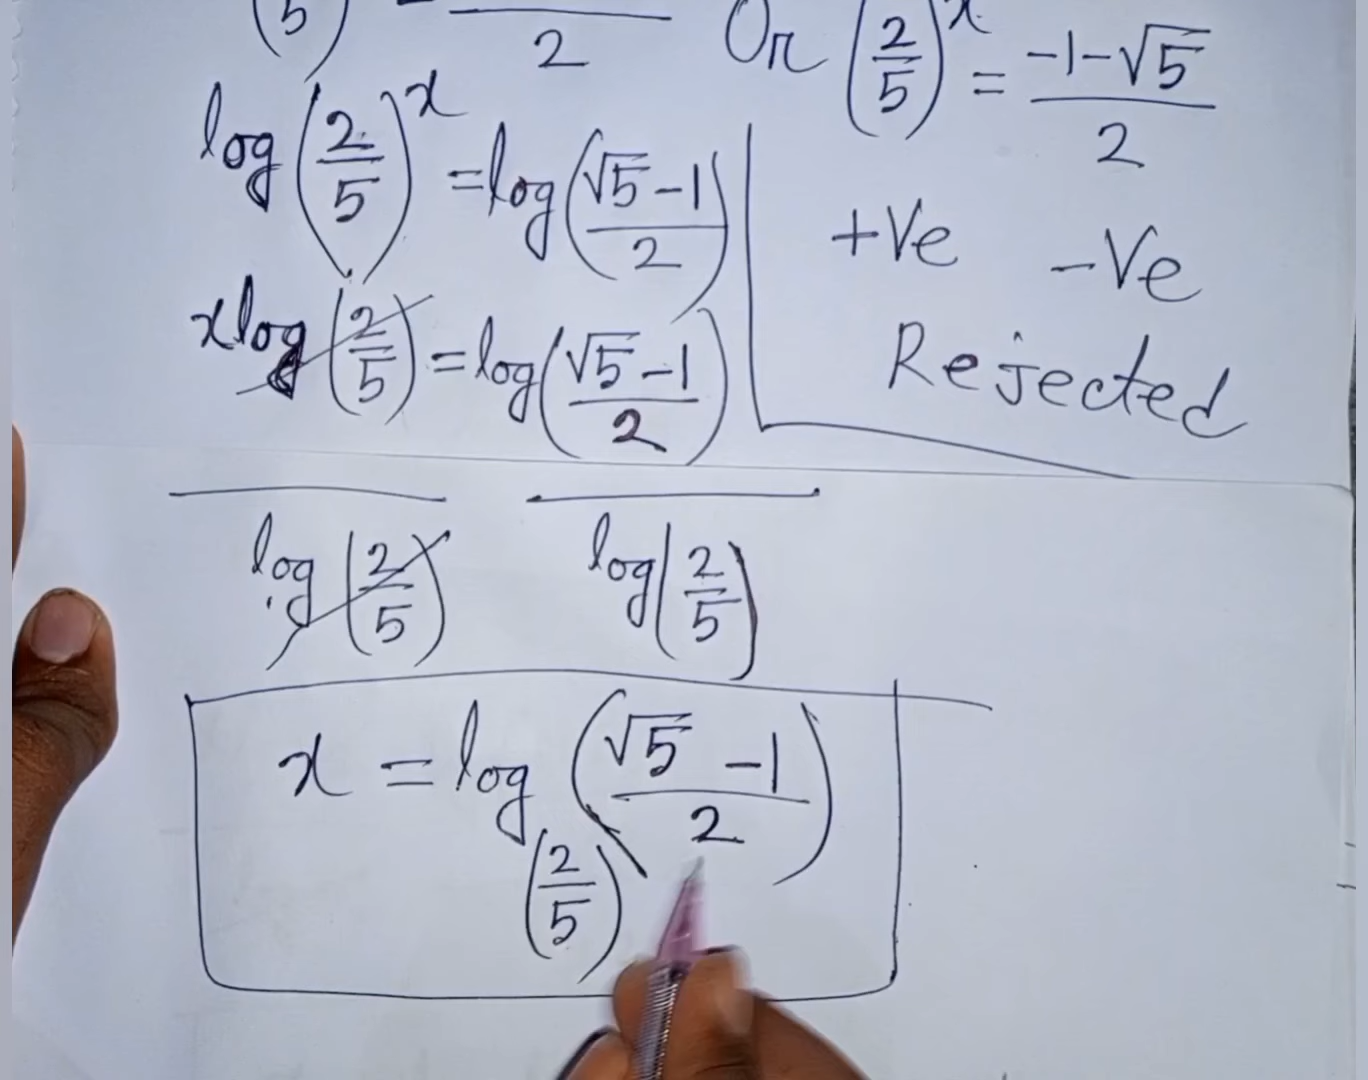 (2/5)^x = (-1-√5)/2
5) 2 Or
log(2/5)^x = log((√5-1)/2)
+Ve -Ve
x log(2/5) = log((√5-1)/2)
Rejected
log(2/5) log(2/5)
x = log_(2/5) ((√5-1)/2)